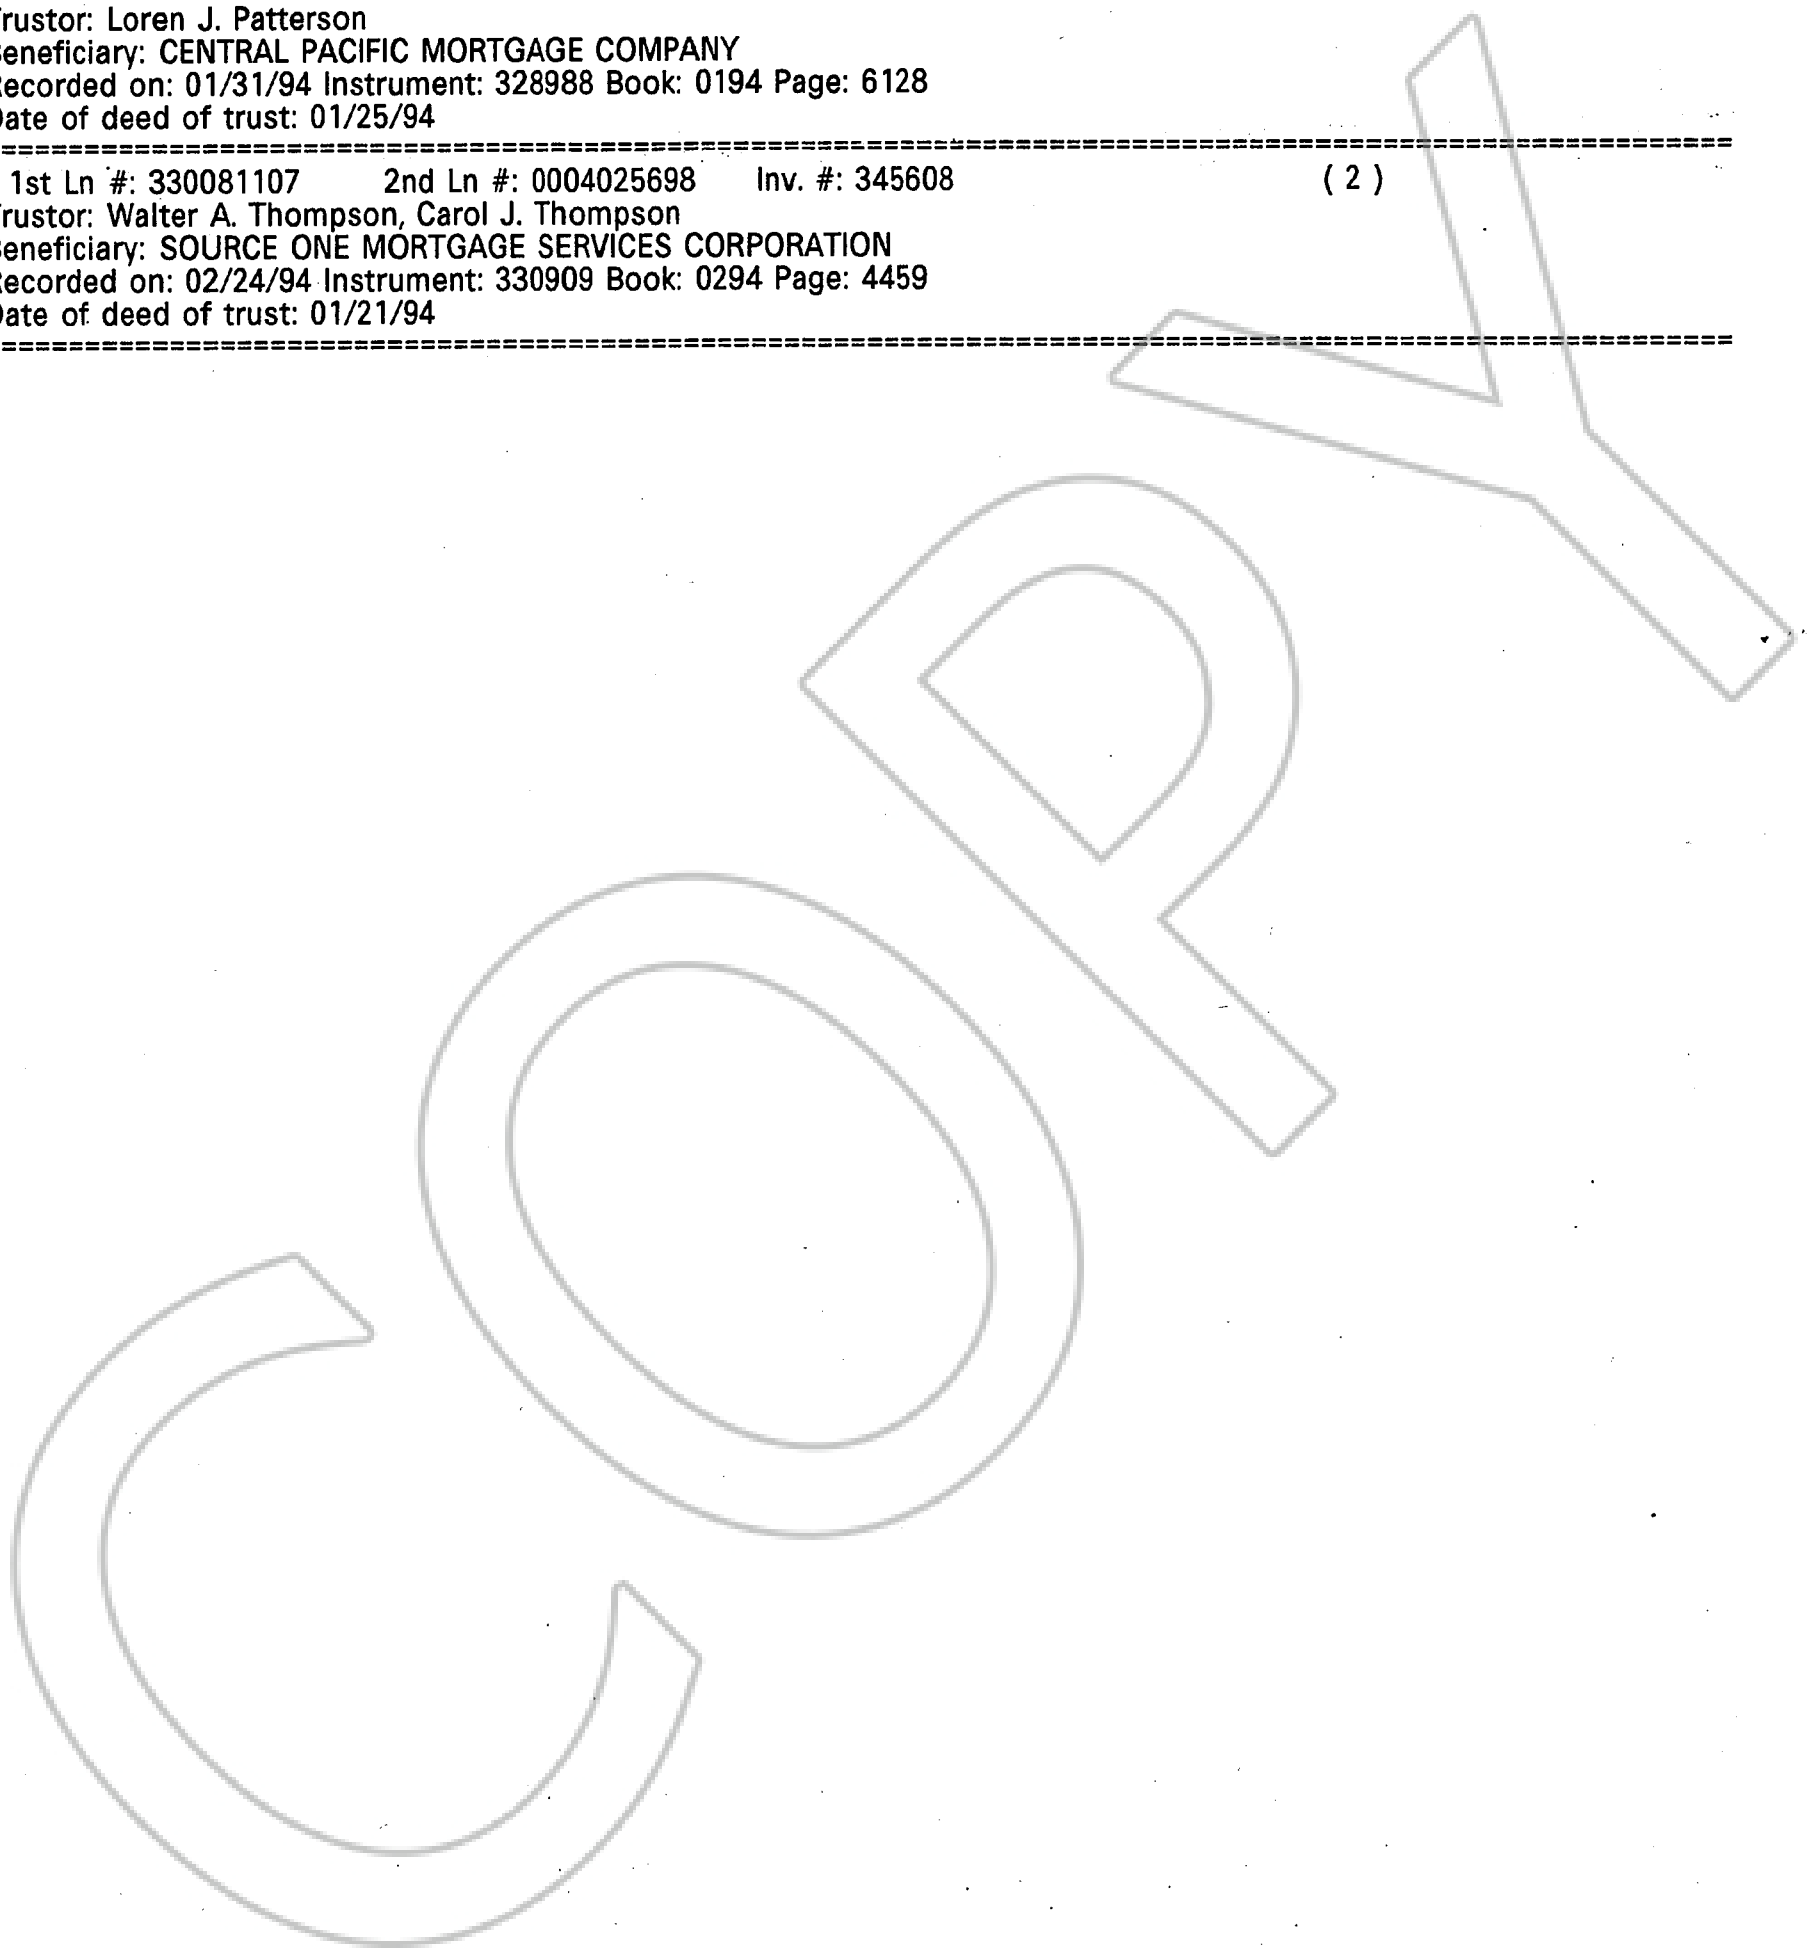 rustor: Loren J. Patterson
eneficiary: CENTRAL PACIFIC MORTGAGE COMPANY
ecorded on: 01/31/94 Instrument: 328988 Book: 0194 Page: 6128
ate of deed of trust: 01/25/94
1st Ln #: 330081107 2nd Ln #: 0004025698 Inv. #: 345608 ( 2 )
rustor: Walter A. Thompson, Carol J. Thompson
eneficiary: SOURCE ONE MORTGAGE SERVICES CORPORATION
ecorded on: 02/24/94 Instrument: 330909 Book: 0294 Page: 4459
ate of deed of trust: 01/21/94
COPY